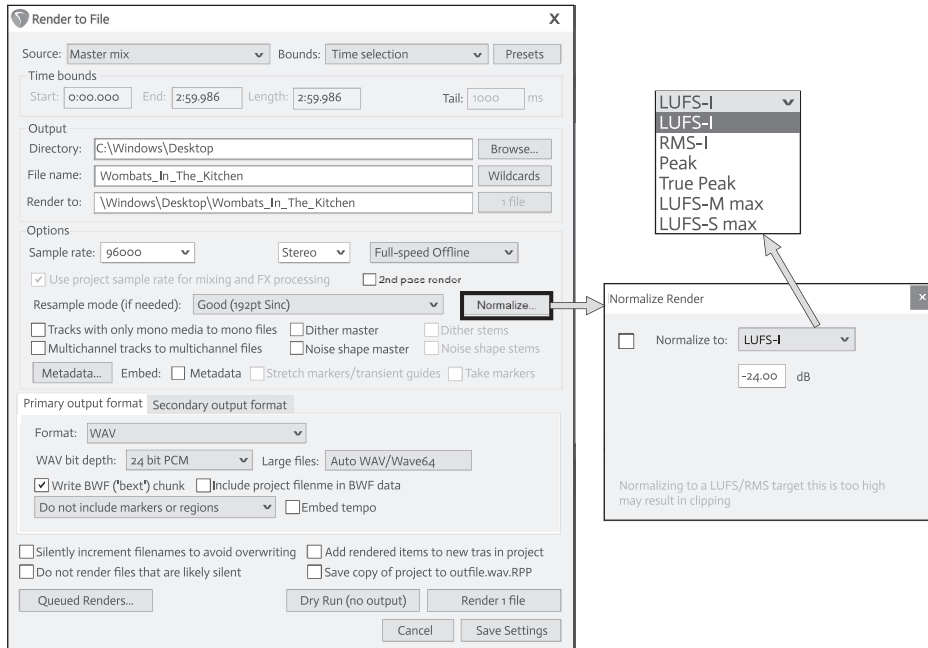 Render to File X
Source: Master mix Bounds: Time selection Presets
Time bounds
Start: 0:00.000 End: 2:59.986 Length: 2:59.986 Tail: 1000 ms
Output
Directory: C:\Windows\Desktop Browse...
File name: Wombats_In_The_Kitchen Wildcards
Render to: \Windows\Desktop\Wombats_In_The_Kitchen 1 file
Options
Sample rate: 96000 Stereo Full-speed Offline
Use project sample rate for mixing and FX processing 2nd pass render
Resample mode (if needed): Good (192pt Sinc) Normalize...
Tracks with only mono media to mono files Dither master Dither stems
Multichannel tracks to multichannel files Noise shape master Noise shape stems
Metadata... Embed: Metadata Stretch markers/transient guides Take markers
Primary output format Secondary output format
Format: WAV
WAV bit depth: 24 bit PCM Large files: Auto WAV/Wave64
Write BWF ('bext') chunk Include project filenme in BWF data
Do not include markers or regions Embed tempo
Silently increment filenames to avoid overwriting Add rendered items to new tras in project
Do not render files that are likely silent Save copy of project to outfile.wav.RPP
Queued Renders... Dry Run (no output) Render 1 file
Cancel Save Settings
LUFS-I
LUFS-I
RMS-I
Peak
True Peak
LUFS-M max
LUFS-S max
Normalize Render x
Normalize to: LUFS-I
-24.00 dB
Normalizing to a LUFS/RMS target this is too high
may result in clipping